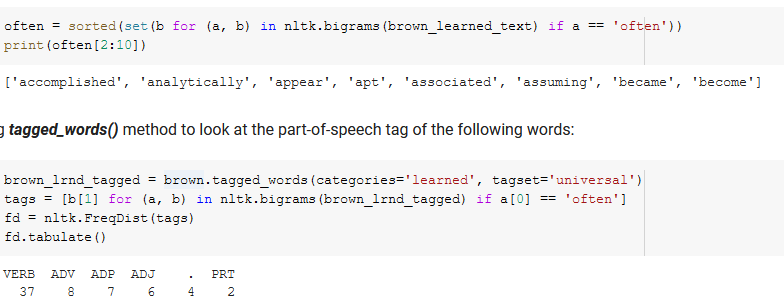 often = sorted(set(b for (a, b) in nltk.bigrams(brown_learned_text) if a == 'often'))
print(often[2:10])
['accomplished', 'analytically', 'appear', 'apt', 'associated', 'assuming', 'became', 'become']
tagged_words() method to look at the part-of-speech tag of the following words:
brown_lrnd_tagged = brown.tagged_words(categories='learned', tagset='universal')
tags = [b[1] for (a, b) in nltk.bigrams(brown_lrnd_tagged) if a[0] == 'often']
fd = nltk.FreqDist(tags)
fd.tabulate()
VERB ADV ADP ADJ . PRT
37 8 7 6 4 2